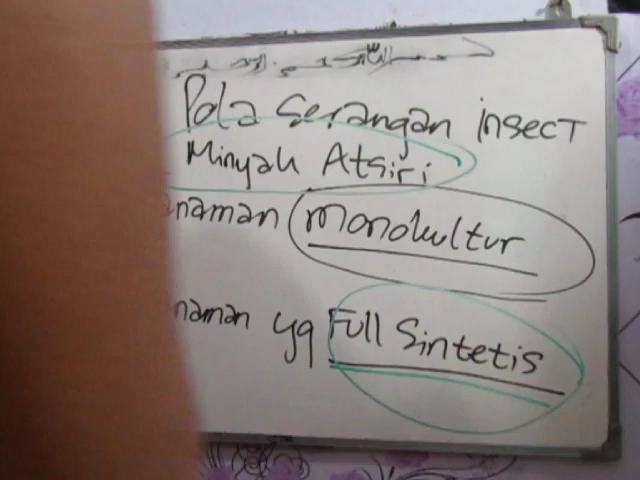 Pola Serangan insect
Minyak Atsiri
naman monokultur
naman yg Full Sintetis